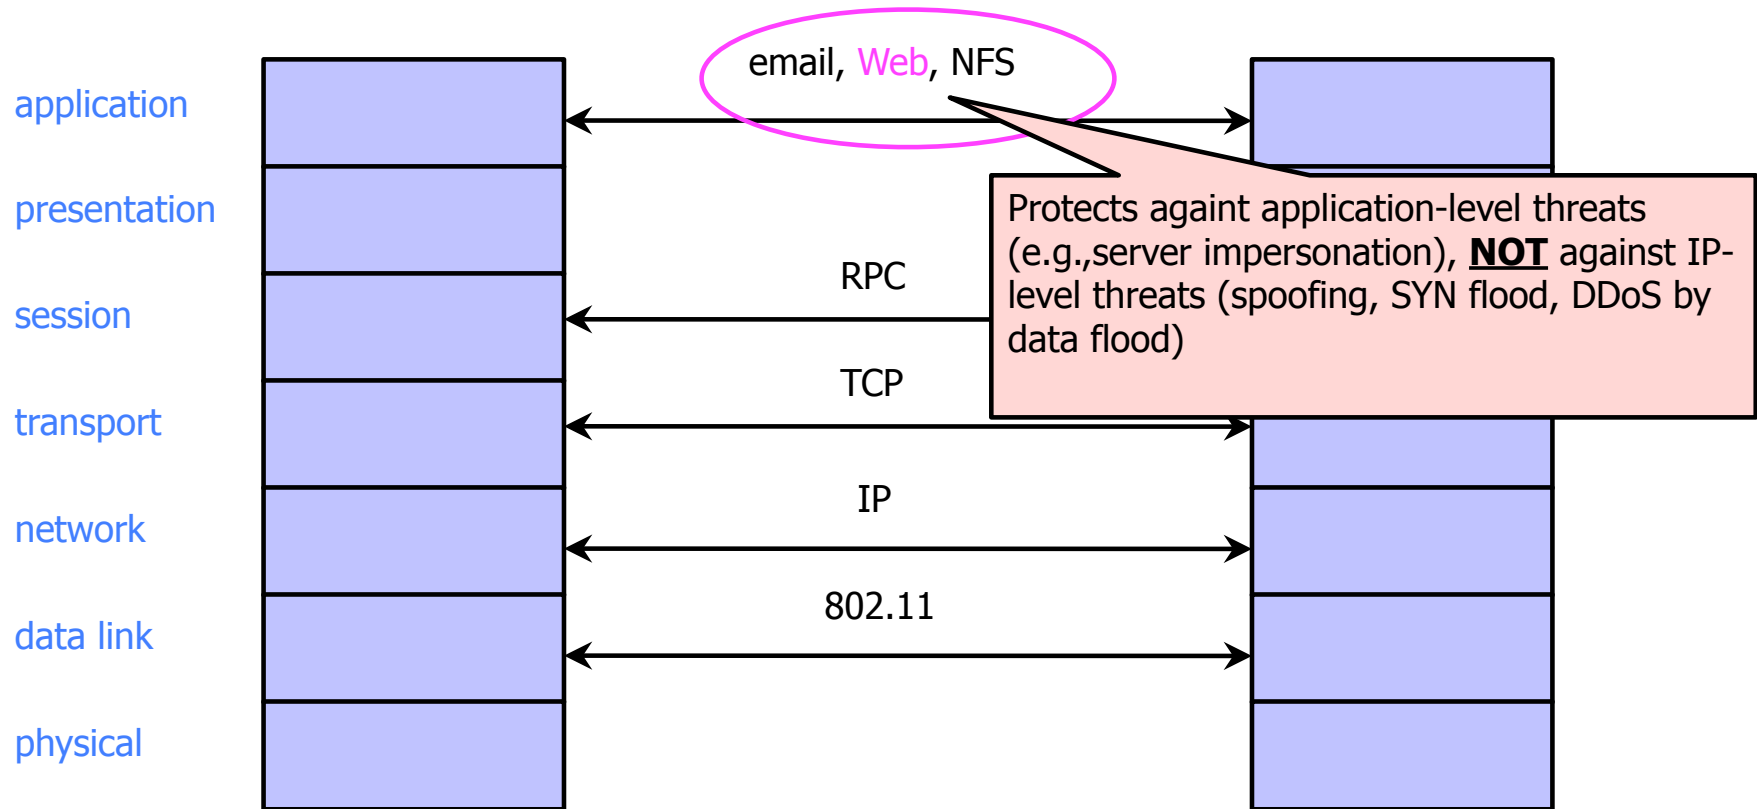 email, Web, NFS
application
presentation
Protects againt application-level threats
(e.g.,server impersonation), NOT against IP-
level threats (spoofing, SYN flood, DDoS by
data flood)
RPC
session
TCP
transport
IP
network
802.11
data link
physical